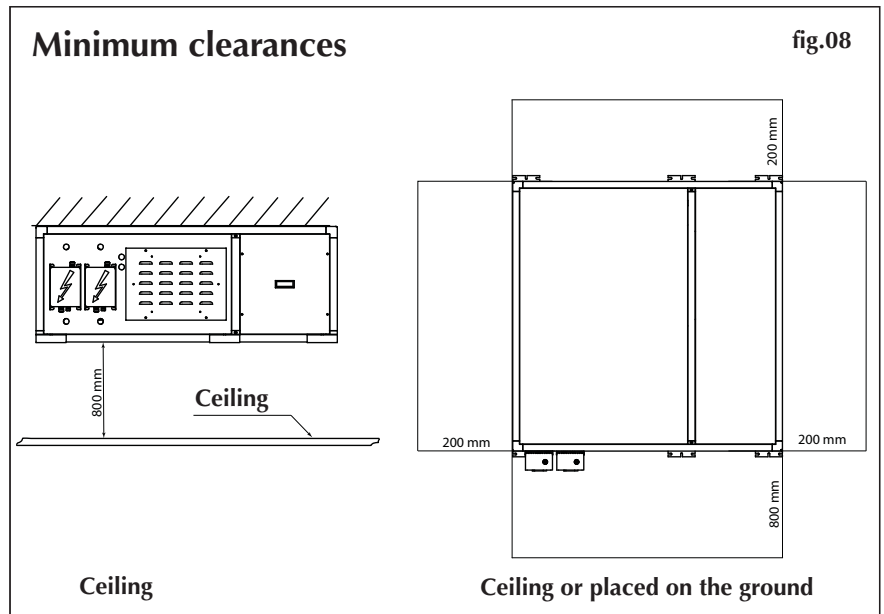 Minimum clearances
fig.08
200 mm
800 mm
Ceiling
200 mm
200 mm
800 mm
Ceiling
Ceiling or placed on the ground